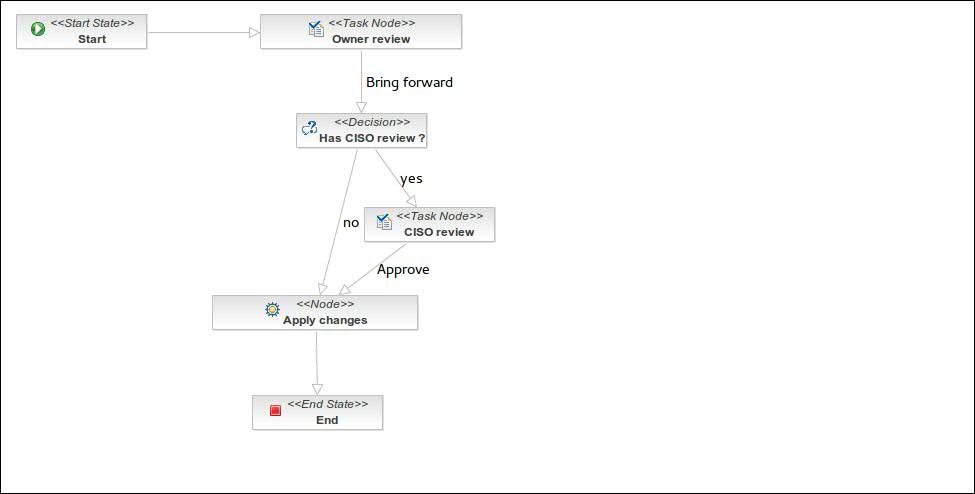 <<Start State>>
Start
<<Task Node>>
Owner review
Bring forward
<<Decision>>
Has CISO review ?
yes
no
<<Task Node>>
CISO review
Approve
<<Node>>
Apply changes
<<End State>>
End